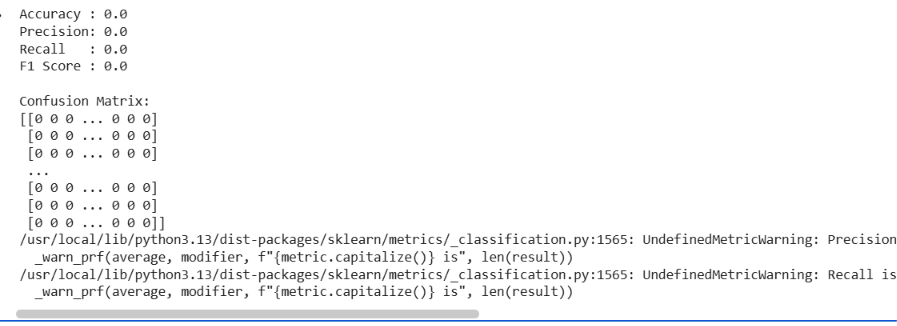 Accuracy : 0.0
Precision: 0.0
Recall   : 0.0
F1 Score : 0.0

Confusion Matrix:
[[0 0 0 ... 0 0 0]
 [0 0 0 ... 0 0 0]
 [0 0 0 ... 0 0 0]
 ...
 [0 0 0 ... 0 0 0]
 [0 0 0 ... 0 0 0]
 [0 0 0 ... 0 0 0]]
/usr/local/lib/python3.13/dist-packages/sklearn/metrics/_classification.py:1565: UndefinedMetricWarning: Precision
  _warn_prf(average, modifier, f"{metric.capitalize()} is", len(result))
/usr/local/lib/python3.13/dist-packages/sklearn/metrics/_classification.py:1565: UndefinedMetricWarning: Recall is
  _warn_prf(average, modifier, f"{metric.capitalize()} is", len(result))